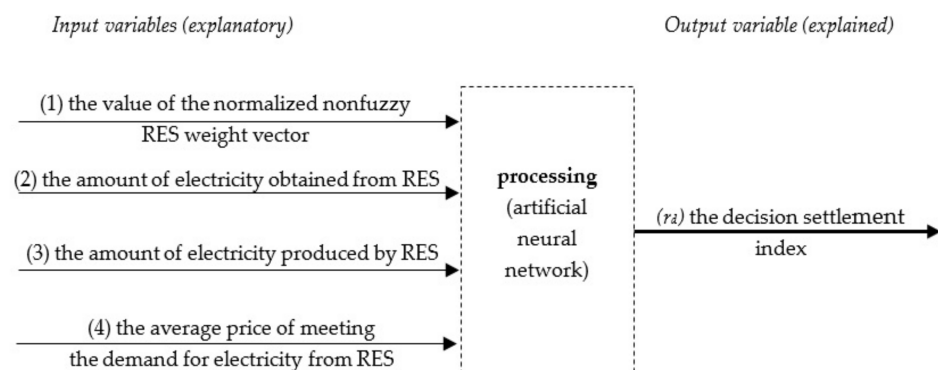 Input variables (explanatory)
Output variable (explained)
(1) the value of the normalized nonfuzzy
RES weight vector
(2) the amount of electricity obtained from RES
(3) the amount of electricity produced by RES
(4) the average price of meeting
the demand for electricity from RES
processing
(artificial
neural
network)
(rd) the decision settlement
index